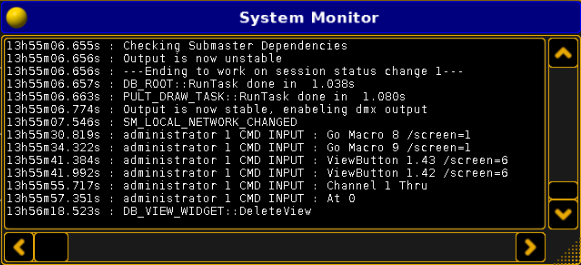 System Monitor
13h55m06.655s : Checking Submaster Dependencies
13h55m06.656s : Output is now unstable
13h55m06.656s : ---Ending to work on session status change 1---
13h55m06.657s : DB_ROOT::RunTask done in  1.038s
13h55m06.663s : PULT_DRAW_TASK::RunTask done in  1.080s
13h55m06.774s : Output is now stable, enabeling dmx output
13h55m07.546s : SM_LOCAL_NETWORK_CHANGED
13h55m30.819s : administrator 1 CMD INPUT : Go Macro 8 /screen=1
13h55m34.322s : administrator 1 CMD INPUT : Go Macro 9 /screen=1
13h55m41.384s : administrator 1 CMD INPUT : ViewButton 1.43 /screen=6
13h55m41.992s : administrator 1 CMD INPUT : ViewButton 1.42 /screen=6
13h55m55.717s : administrator 1 CMD INPUT : Channel 1 Thru
13h55m57.351s : administrator 1 CMD INPUT : At 0
13h56m18.523s : DB_VIEW_WIDGET::DeleteView